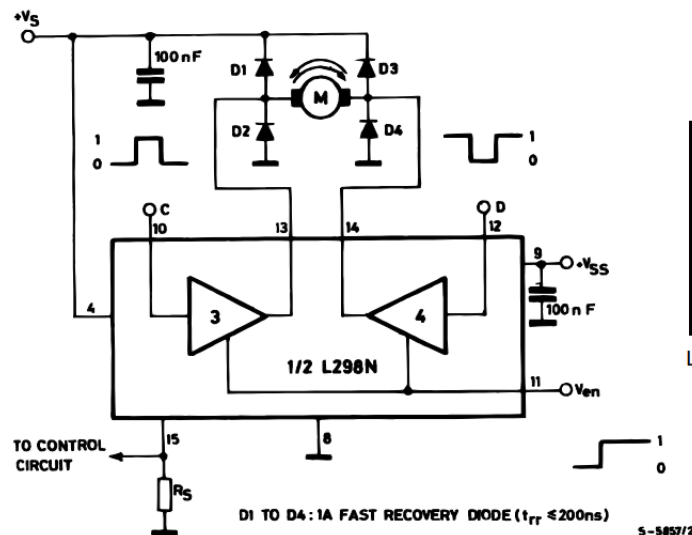 +Vs
100nF
D1
D3
M
D2
D4
1
0
1
0
C
D
10
13
14
12
9
+Vss
4
3
4
100nF
1/2 L298N
11
Ven
15
8
TO CONTROL
CIRCUIT
1
0
Rs
D1 TO D4 : 1A FAST RECOVERY DIODE (trr ≤ 200ns)
S-5857/2
L